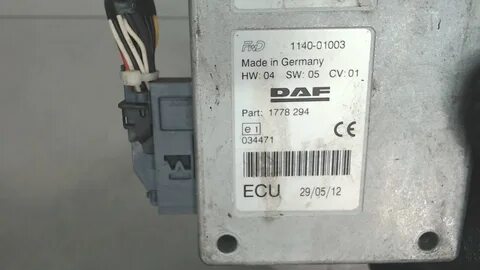 FWD 1140-01003
Made in Germany
HW: 04 SW: 05 CV: 01
DAF
Part: 1778 294
e1 CE
034471
ECU 29/05/12